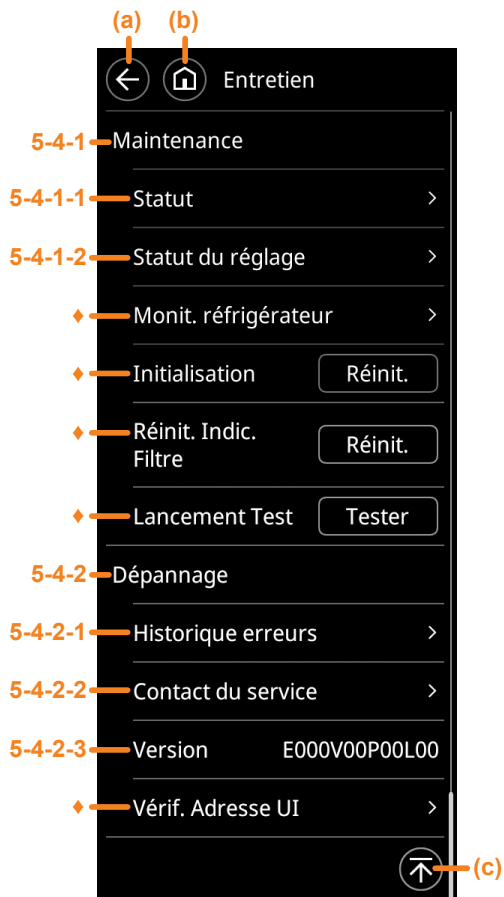 (a) (b)
Entretien
5-4-1 Maintenance
5-4-1-1 Statut >
5-4-1-2 Statut du réglage >
♦ Monit. réfrigérateur >
♦ Initialisation Réinit.
♦ Réinit. Indic.
Filtre Réinit.
♦ Lancement Test Tester
5-4-2 Dépannage
5-4-2-1 Historique erreurs >
5-4-2-2 Contact du service >
5-4-2-3 Version E000V00P00L00
♦ Vérif. Adresse UI >
(c)